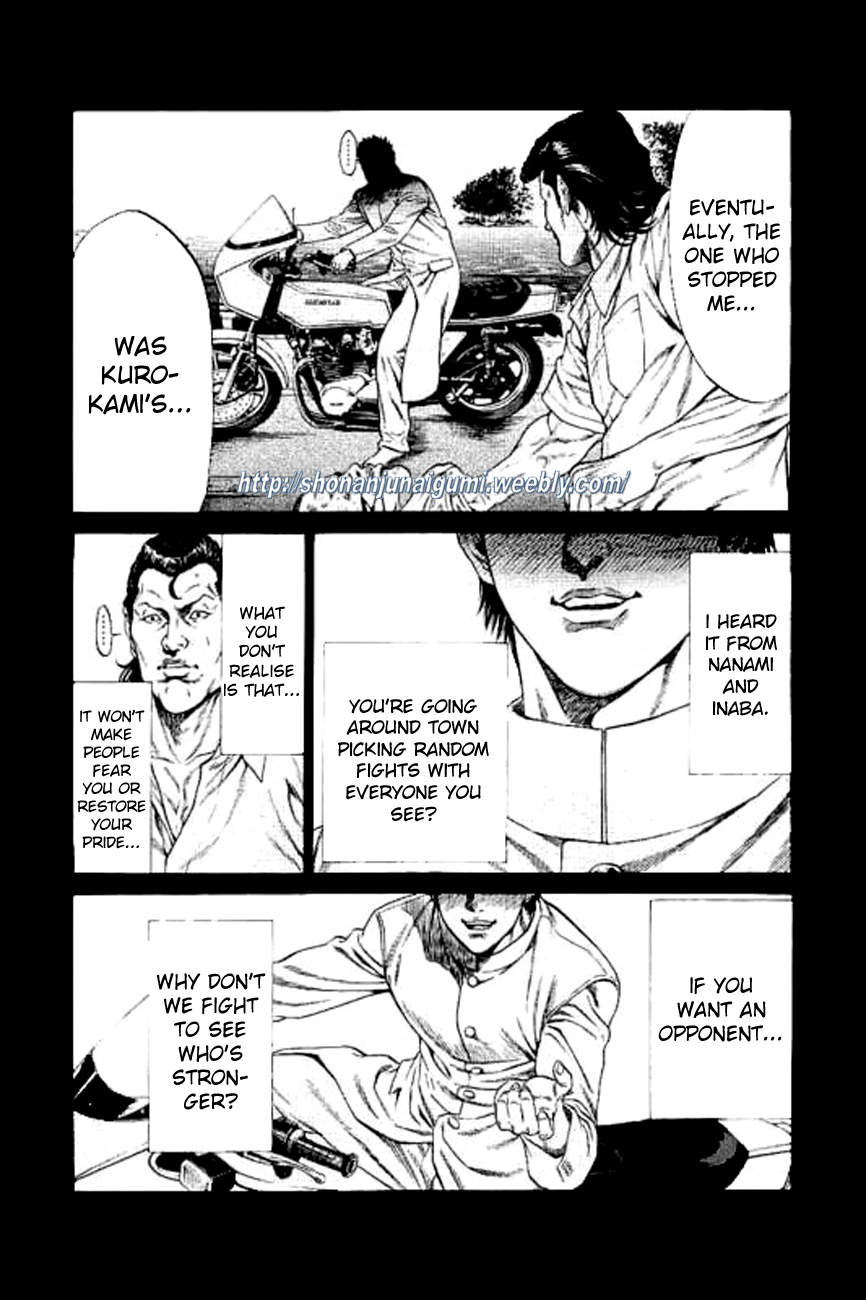 EVENTU-
ALLY, THE
ONE WHO
STOPPED
ME...
WAS
KURO-
KAMI'S...
http://shonanjunaigumi.weebly.com/
I HEARD
IT FROM
NANAMI
AND
INABA.
YOU'RE GOING
AROUND TOWN
PICKING RANDOM
FIGHTS WITH
EVERYONE YOU
SEE?
WHAT
YOU
DON'T
REALISE
IS THAT...
IT WON'T
MAKE
PEOPLE
FEAR
YOU OR
RESTORE
YOUR
PRIDE...
IF YOU
WANT AN
OPPONENT...
WHY DON'T
WE FIGHT
TO SEE
WHO'S
STRON-
GER?